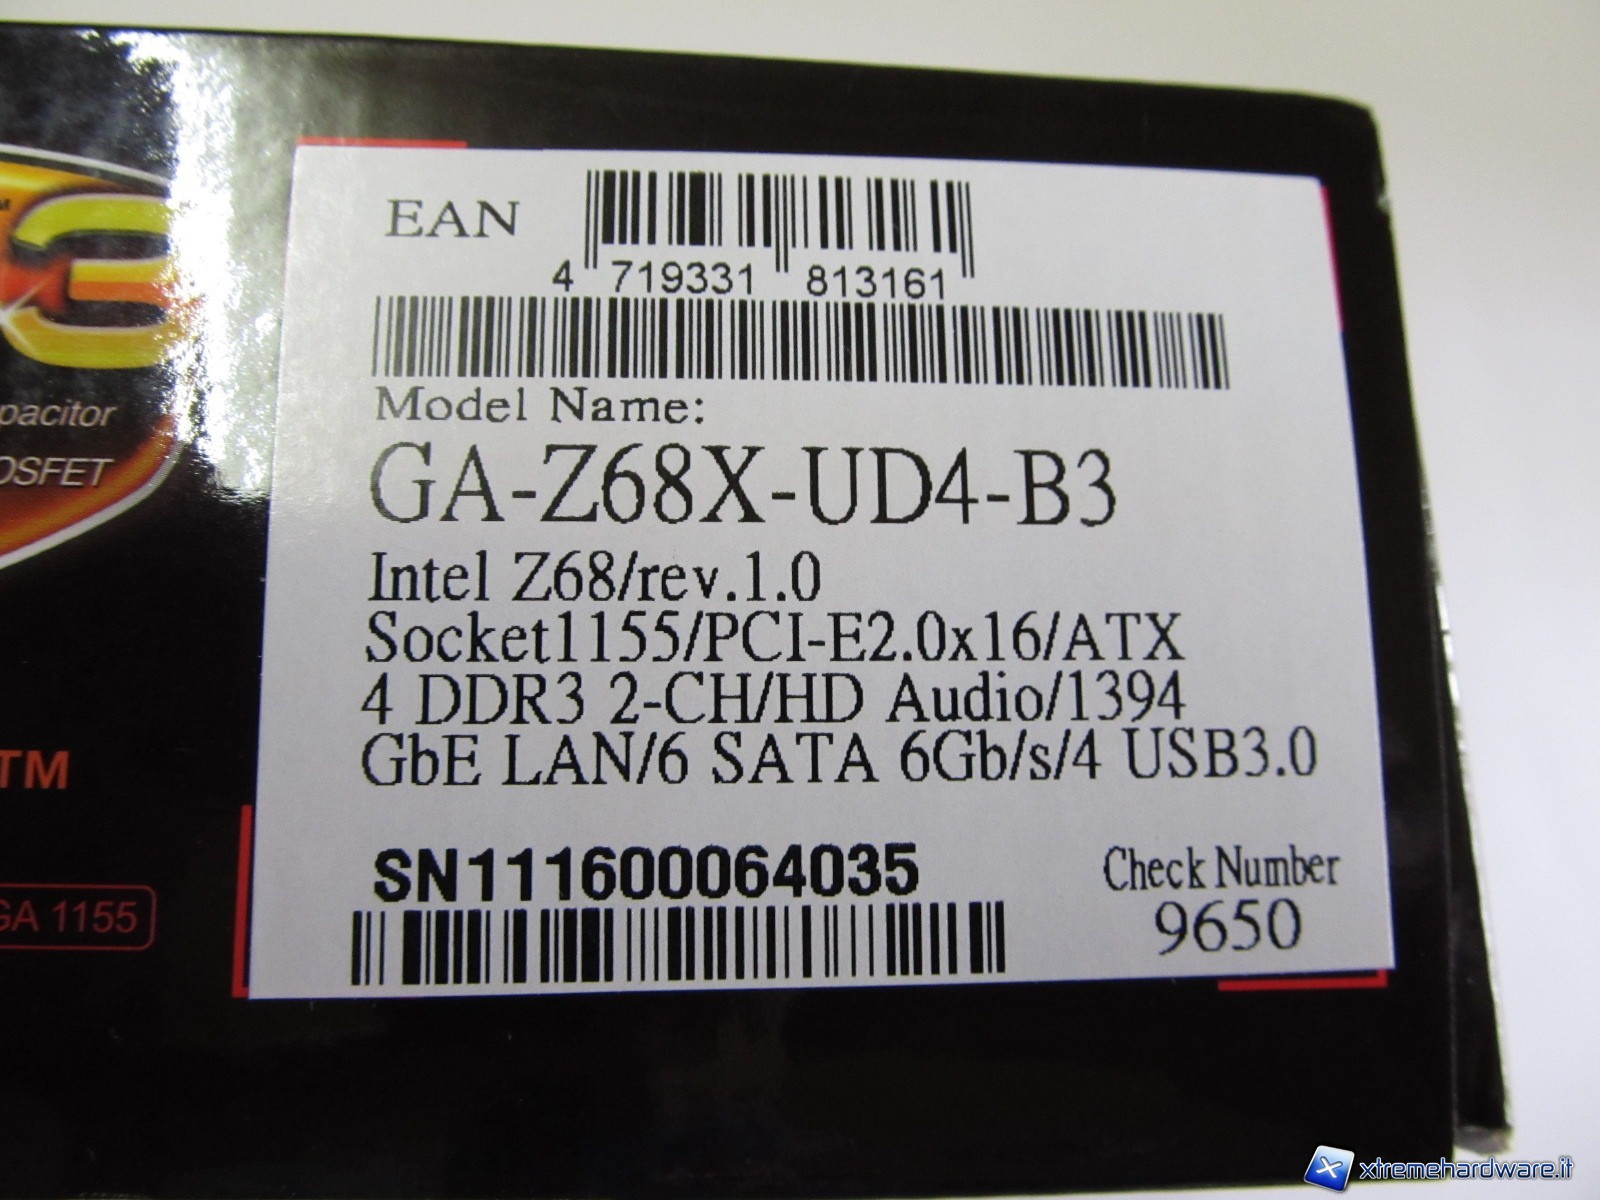 EAN
4 719331 813161
Model Name:
GA-Z68X-UD4-B3
Intel Z68/rev.1.0
Socket1155/PCI-E2.0x16/ATX
4 DDR3 2-CH/HD Audio/1394
GbE LAN/6 SATA 6Gb/s/4 USB3.0
SN111600064035
Check Number
9650
3
pacitor
OSFET
TM
GA 1155
xtremehardware.it